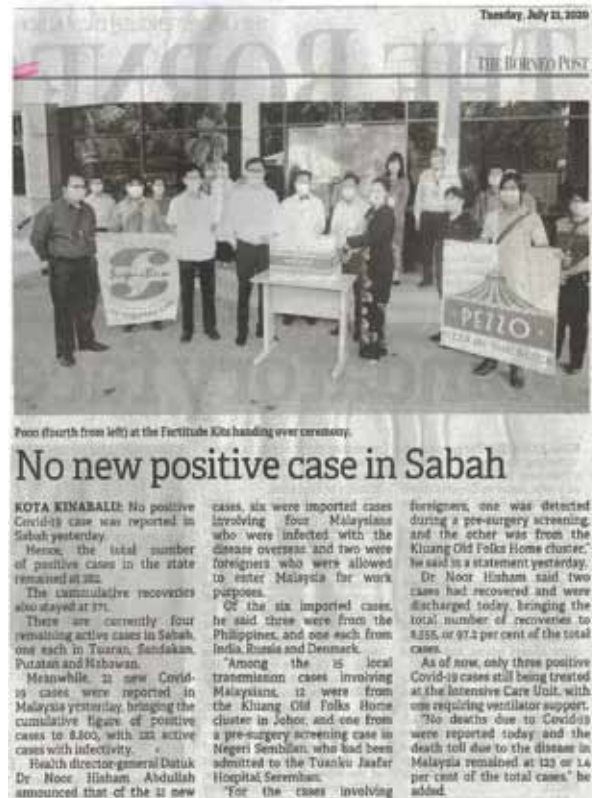 Tuesday, July 21, 2020
THE BORNEO POST
PEZZO
Poon (fourth from left) at the Fortitude Kits handing over ceremony.
No new positive case in Sabah
KOTA KINABALU: No positive
Covid-19 case was reported in
Sabah yesterday.
Hence, the total number
of positive cases in the state
remained at
The cummulative recoveries
also stayed at 371.
There are currently four
remaining active cases in Sabah,
one each in Tuaran, Sandakan,
Putatan and Nabawan.
Meanwhile, 21 new Covid-
19 cases were reported in
Malaysia yesterday, bringing the
cumulative figure of positive
cases to 8,800, with 122 active
cases with infectivity.
Health director-general Datuk
Dr Noor Hisham Abdullah
announced that of the 21 new
cases, six were imported cases
involving four Malaysians
who were infected with the
disease overseas and two were
foreigners who were allowed
to enter Malaysia for work
purposes.
Of the six imported cases,
he said three were from the
Philippines, and one each from
India, Russia and Denmark.
"Among the 15 local
transmission cases involving
Malaysians, 12 were from
the Kluang Old Folks Home
cluster in Johor, and one from
a pre-surgery screening case in
Negeri Sembilan, who had been
admitted to the Tuanku Jaafar
Hospital, Seremban.
"For the cases involving
foreigners, one was detected
during a pre-surgery screening,
and the other was from the
Kluang Old Folks Home cluster,"
he said in a statement yesterday.
Dr Noor Hisham said two
cases had recovered and were
discharged today, bringing the
total number of recoveries to
8,555, or 97.2 per cent of the total
cases.
As of now, only three positive
Covid-19 cases still being treated
at the Intensive Care Unit, with
one requiring ventilator support.
"No deaths due to Covid-19
were reported today and the
death toll due to the disease in
Malaysia remained at 123 or 1.4
per cent of the total cases," he
added.